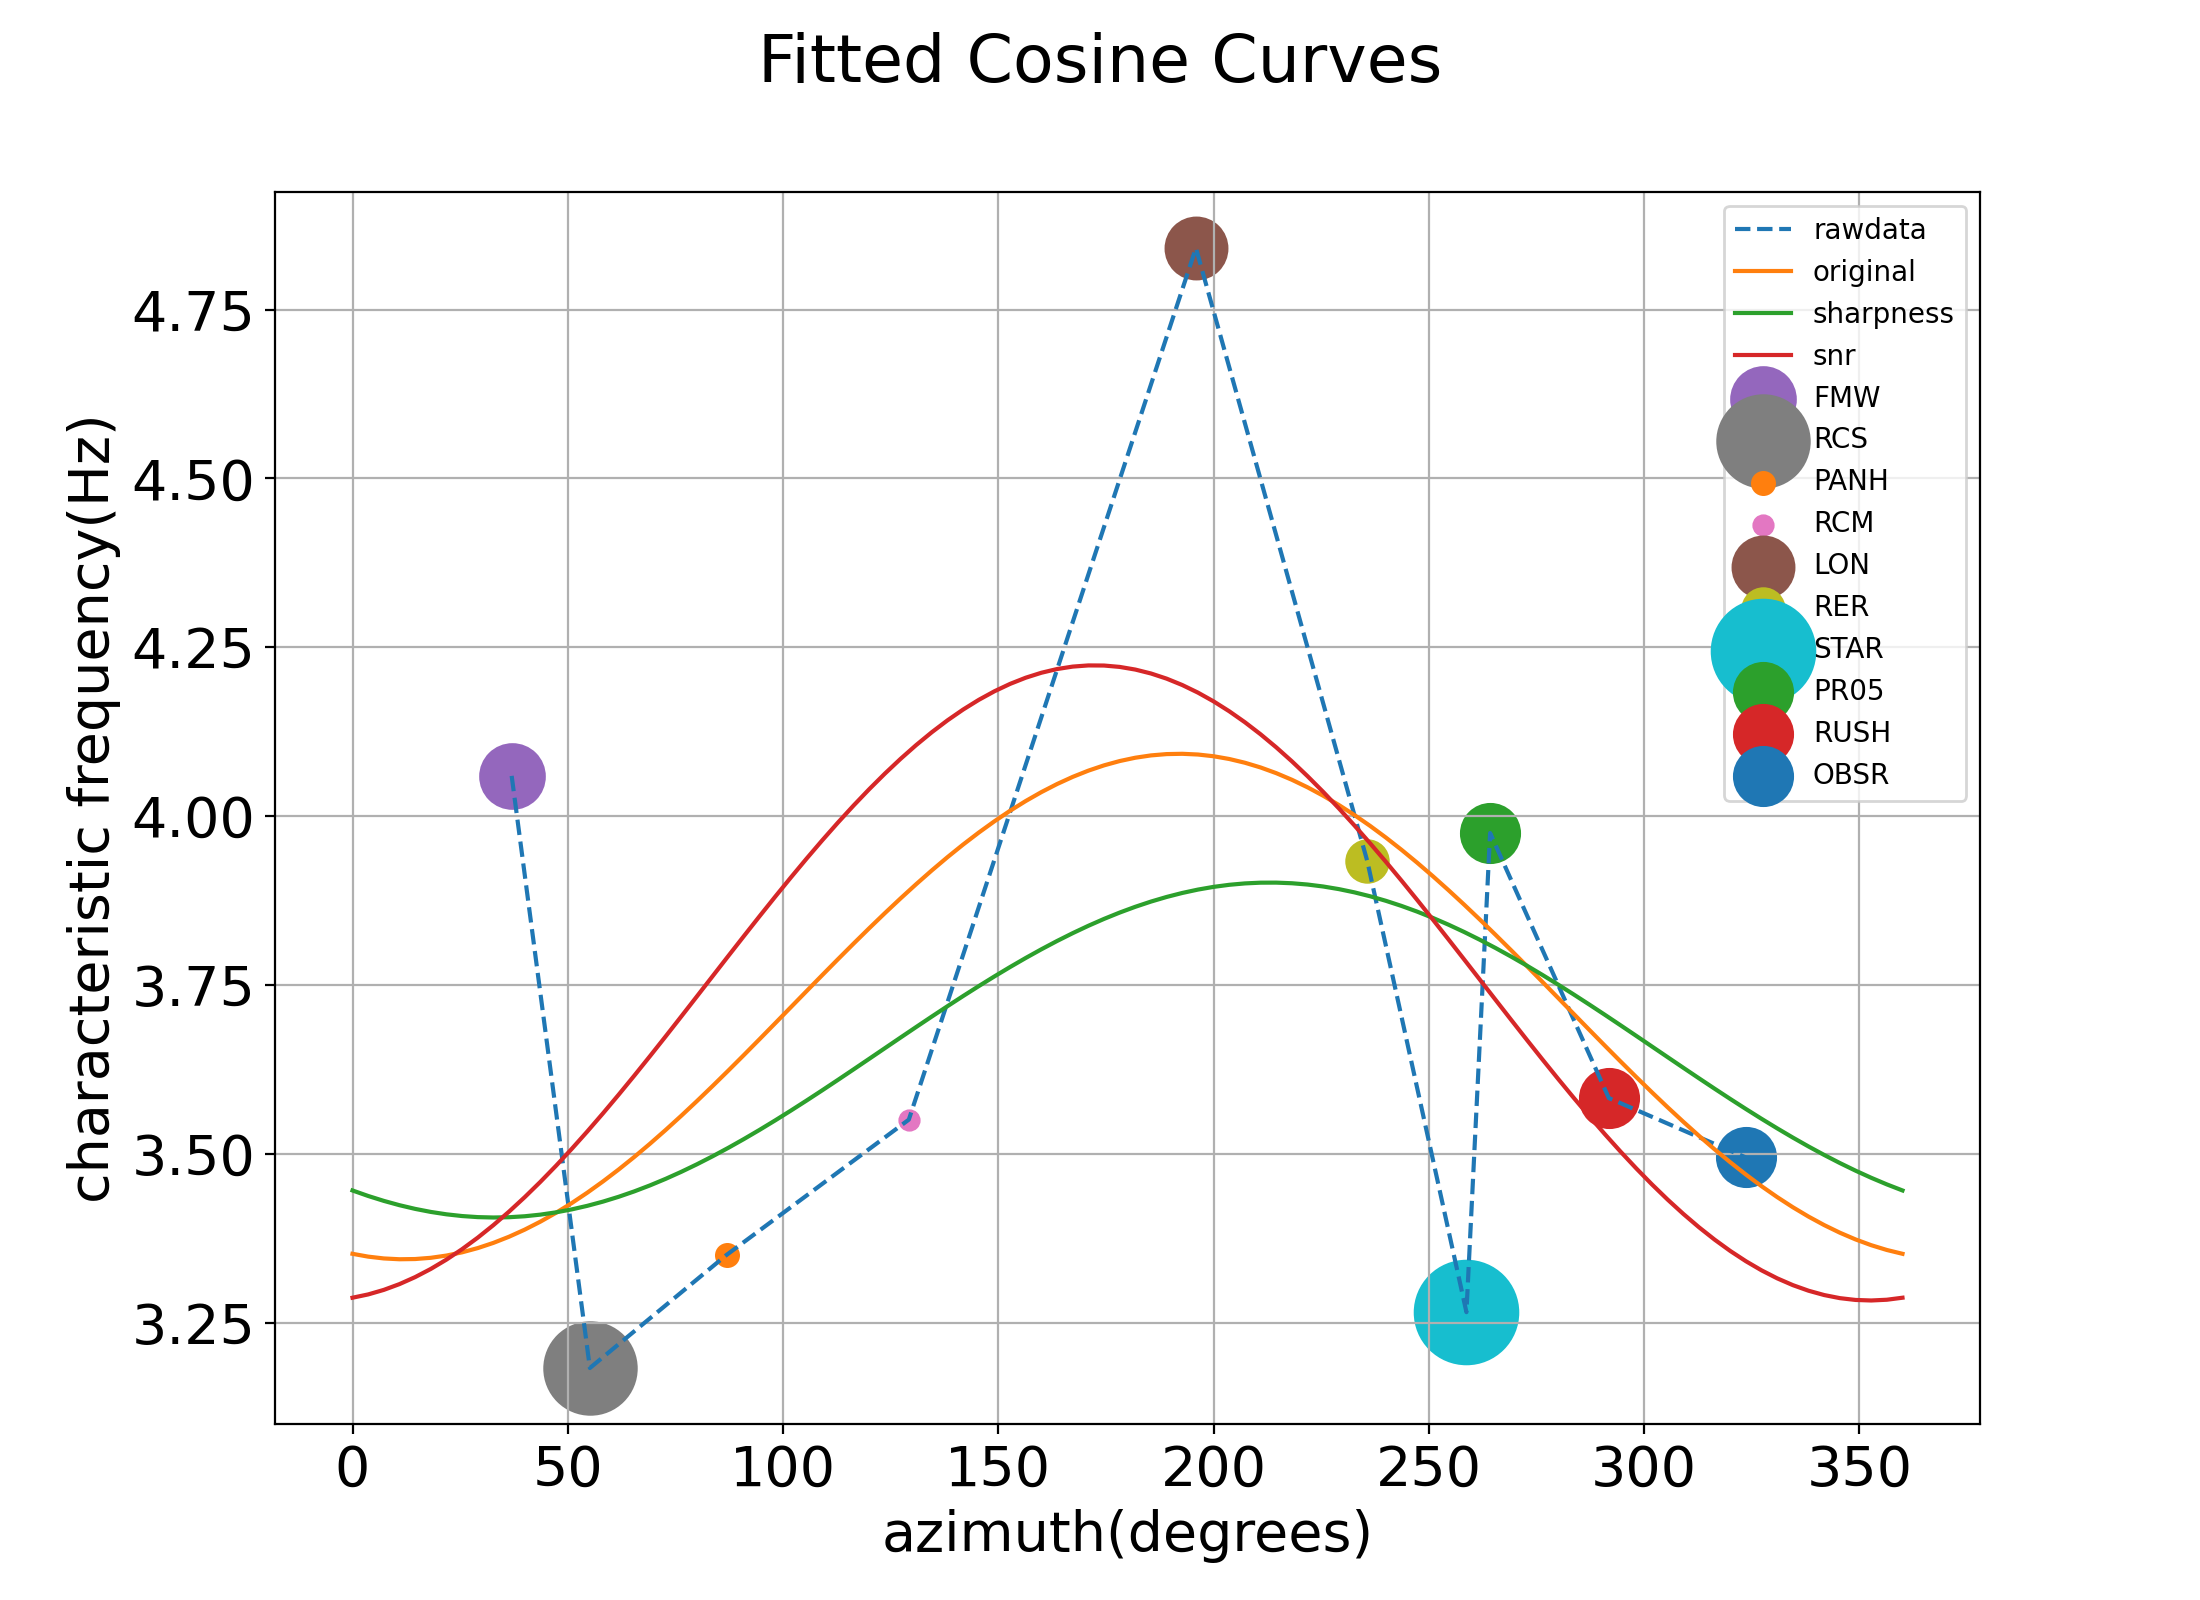 Fitted Cosine Curves
characteristic frequency(Hz)
4.75
4.50
4.25
4.00
3.75
3.50
3.25
rawdata
original
sharpness
snr
FMW
RCS
PANH
RCM
LON
RER
STAR
PR05
RUSH
OBSR
0 50 100 150 200 250 300 350
azimuth(degrees)